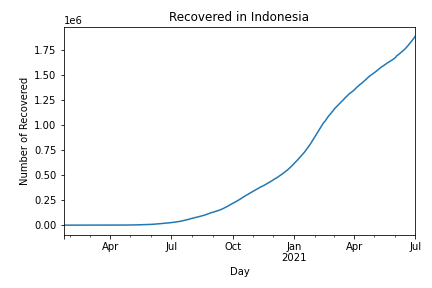 Recovered in Indonesia
1e6
1.75
1.50
1.25
1.00
0.75
0.50
0.25
0.00
Number of Recovered
Apr Jul Oct Jan Apr Jul
2021
Day